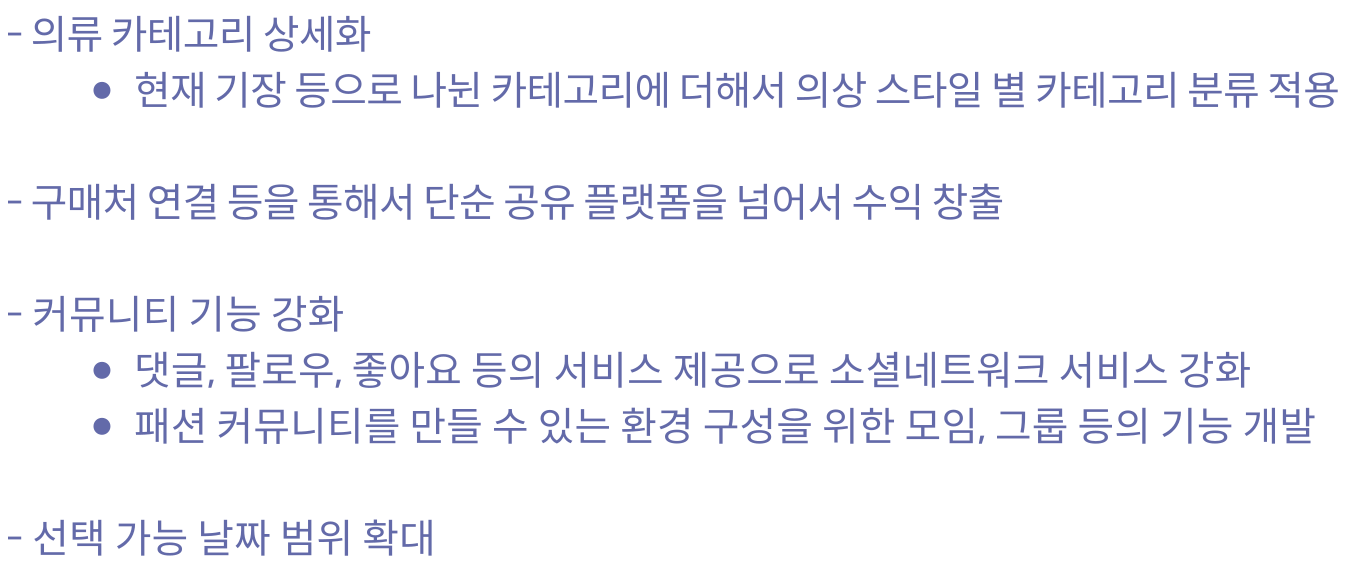 - 의류 카테고리 상세화
● 현재 기장 등으로 나뉜 카테고리에 더해서 의상 스타일 별 카테고리 분류 적용
- 구매처 연결 등을 통해서 단순 공유 플랫폼을 넘어서 수익 창출
- 커뮤니티 기능 강화
● 댓글, 팔로우, 좋아요 등의 서비스 제공으로 소셜네트워크 서비스 강화
● 패션 커뮤니티를 만들 수 있는 환경 구성을 위한 모임, 그룹 등의 기능 개발
- 선택 가능 날짜 범위 확대